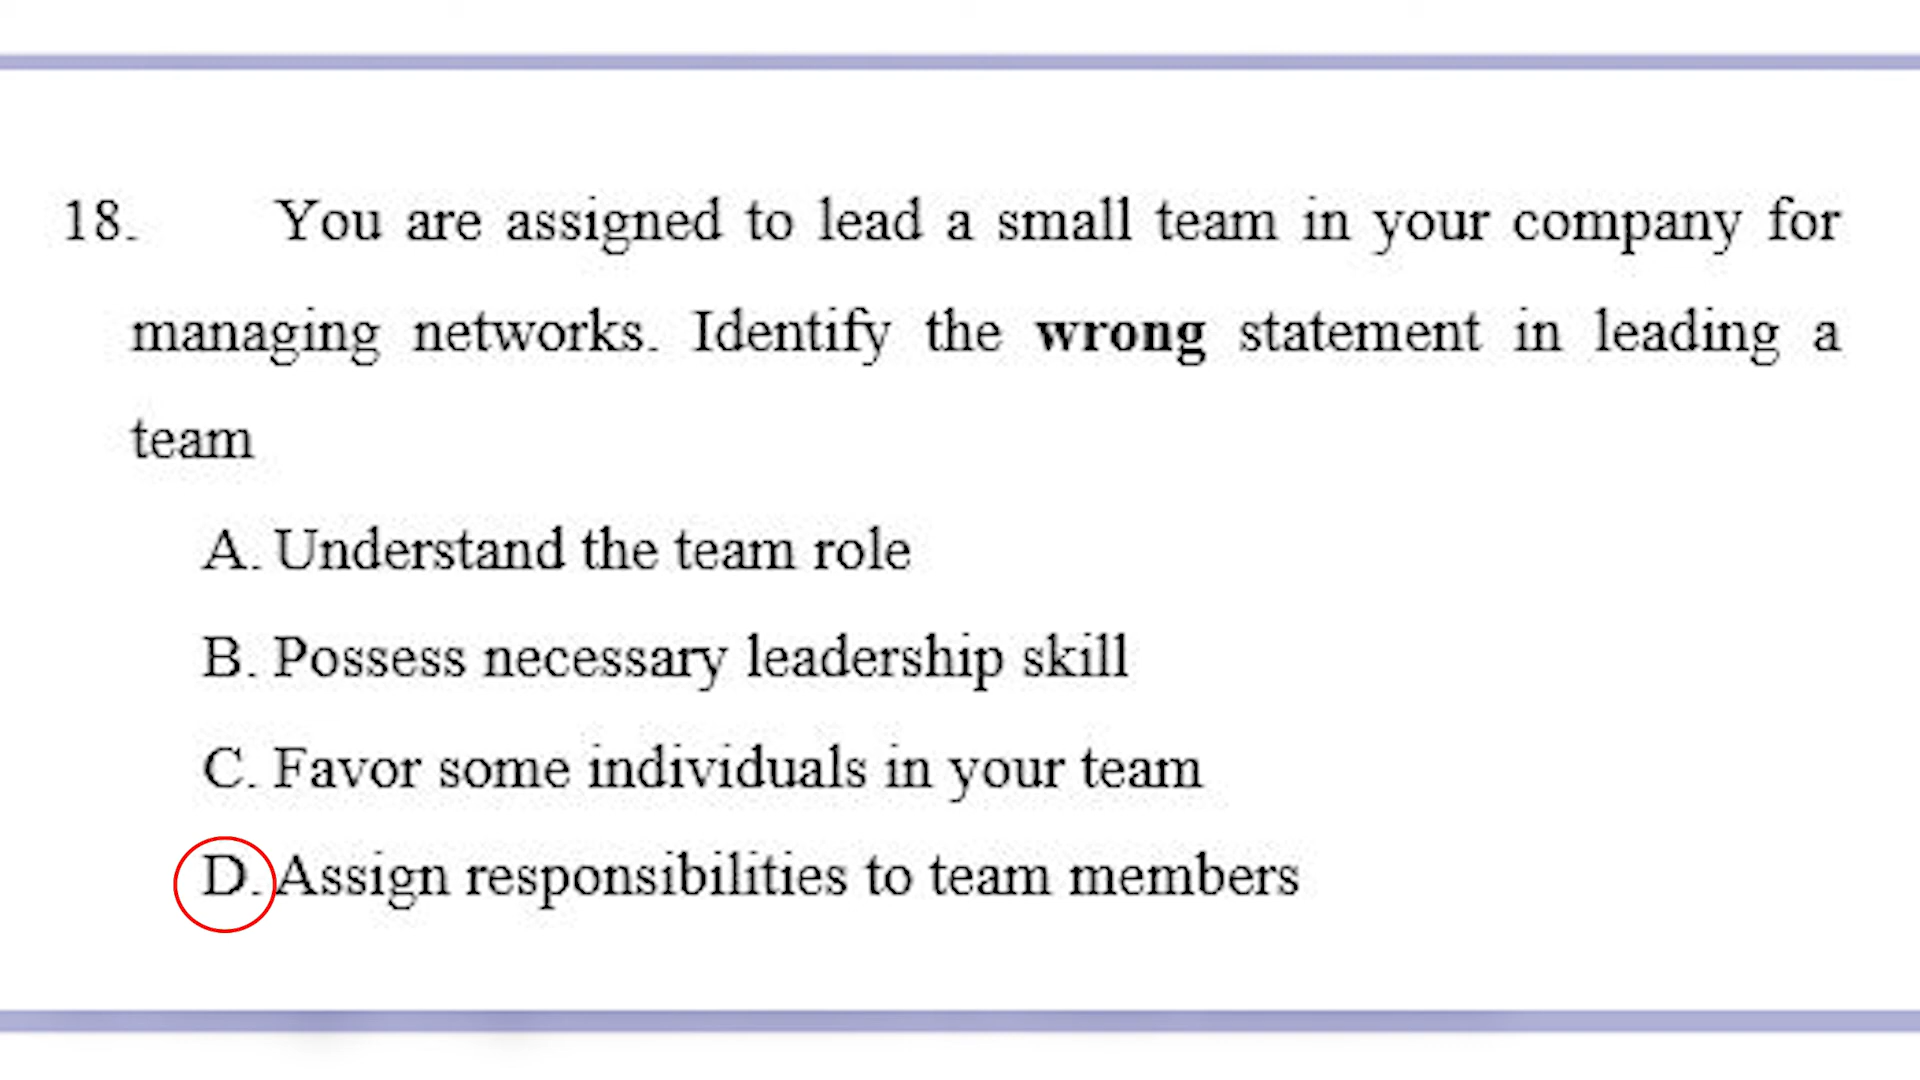 18. You are assigned to lead a small team in your company for
managing networks. Identify the wrong statement in leading a
team
A. Understand the team role
B. Possess necessary leadership skill
C. Favor some individuals in your team
D. Assign responsibilities to team members